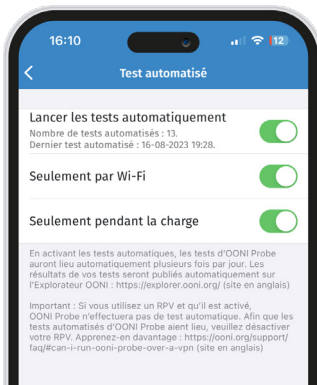 16:10
12
Test automatisé
Lancer les tests automatiquement
Nombre de tests automatisés : 13.
Dernier test automatisé : 16-08-2023 19:28.
Seulement par Wi-Fi
Seulement pendant la charge
En activant les tests automatiques, les tests d'OONI Probe
auront lieu automatiquement plusieurs fois par jour. Les
résultats de vos tests seront publiés automatiquement sur
l'Explorateur OONI : https://explorer.ooni.org/ (site en anglais)
Important : Si vous utilisez un RPV et qu'il est activé,
OONI Probe n'effectuera pas de test automatique. Afin que les
tests automatisés d'OONI Probe aient lieu, veuillez désactiver
votre RPV. Apprenez-en davantage : https://ooni.org/support/
faq/#can-i-run-ooni-probe-over-a-vpn (site en anglais)